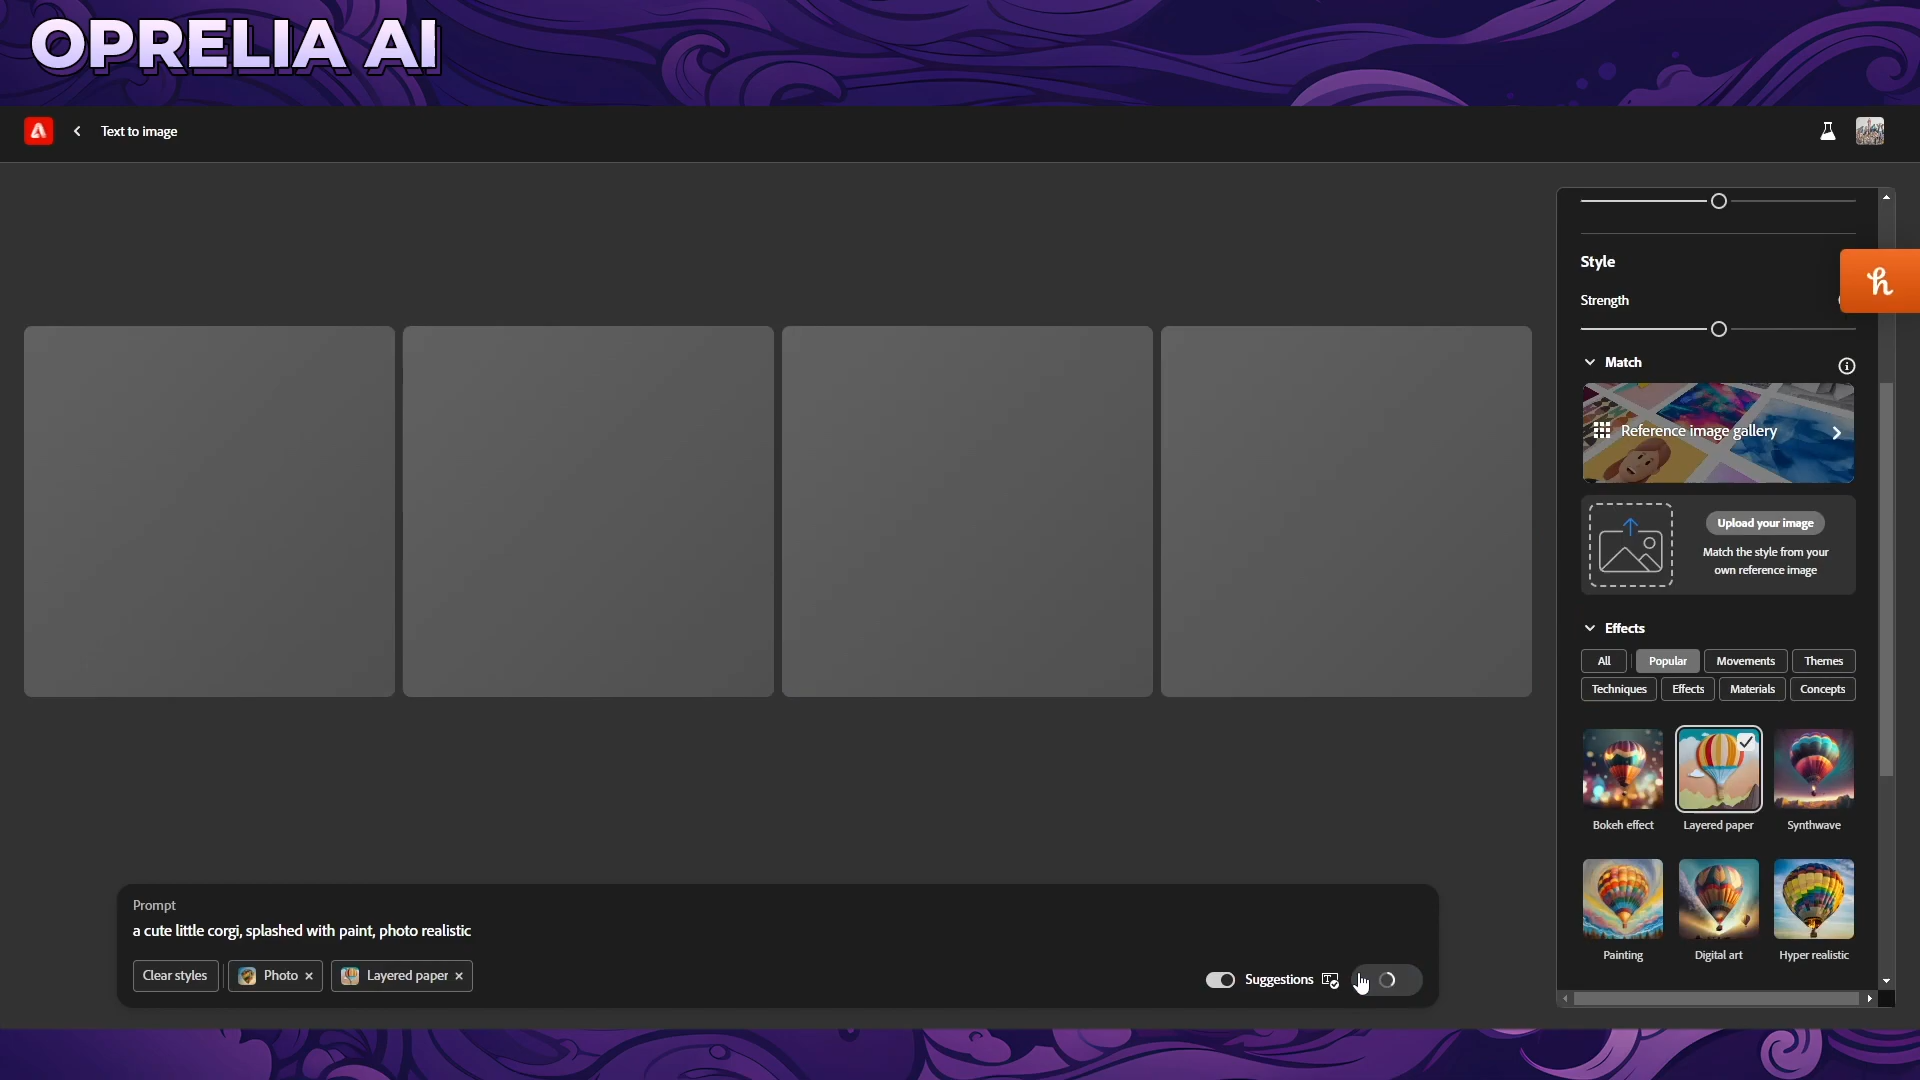 OPRELIA AI
Text to image
Style
Strength
Match
Reference image gallery
Upload your image
Match the style from your
own reference image
Effects
All
Popular
Movements
Themes
Techniques
Effects
Materials
Concepts
Bokeh effect
Layered paper
Synthwave
Painting
Digital art
Hyper realistic
Prompt
a cute little corgi, splashed with paint, photo realistic
Clear styles
Photo
Layered paper
Suggestions